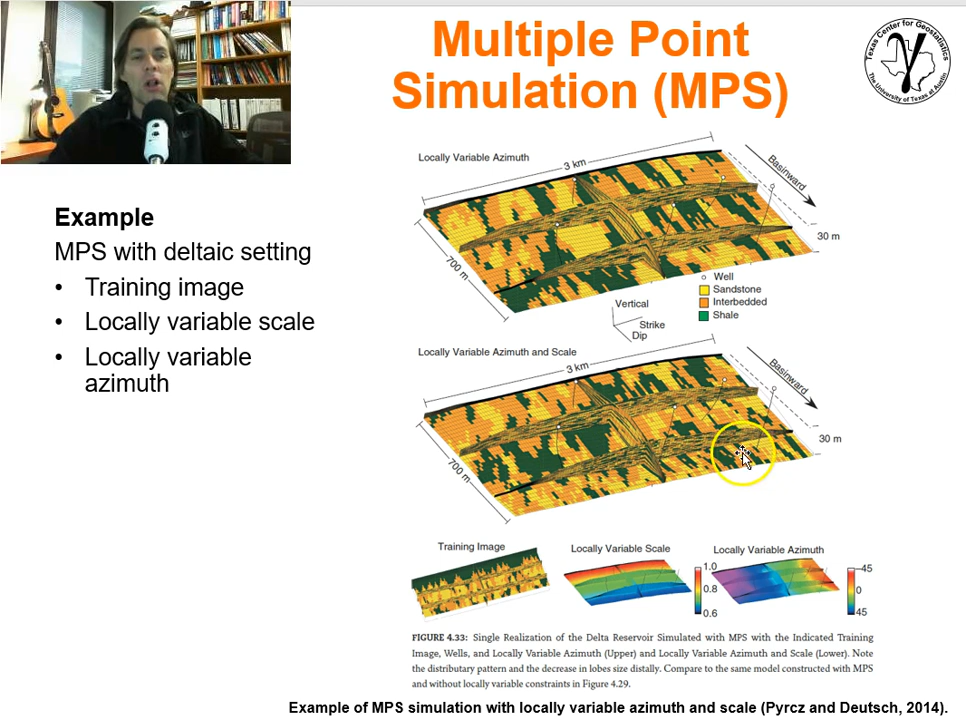 Multiple Point
Simulation (MPS)
Texas Center for Geostatistics
The University of Texas at Austin
Example
MPS with deltaic setting
• Training image
• Locally variable scale
• Locally variable
azimuth
Locally Variable Azimuth
3 km
Basinward
30 m
700 m
Well
Sandstone
Interbedded
Shale
Vertical
Strike
Dip
Locally Variable Azimuth and Scale
3 km
Basinward
30 m
700 m
Training Image
Locally Variable Scale
1.0
0.8
0.6
Locally Variable Azimuth
–45
0
45
FIGURE 4.33: Single Realization of the Delta Reservoir Simulated with MPS with the Indicated Training
Image, Wells, and Locally Variable Azimuth (Upper) and Locally Variable Azimuth and Scale (Lower). Note
the distributary pattern and the decrease in lobes size distally. Compare to the same model constructed with MPS
and without locally variable constraints in Figure 4.29.
Example of MPS simulation with locally variable azimuth and scale (Pyrcz and Deutsch, 2014).